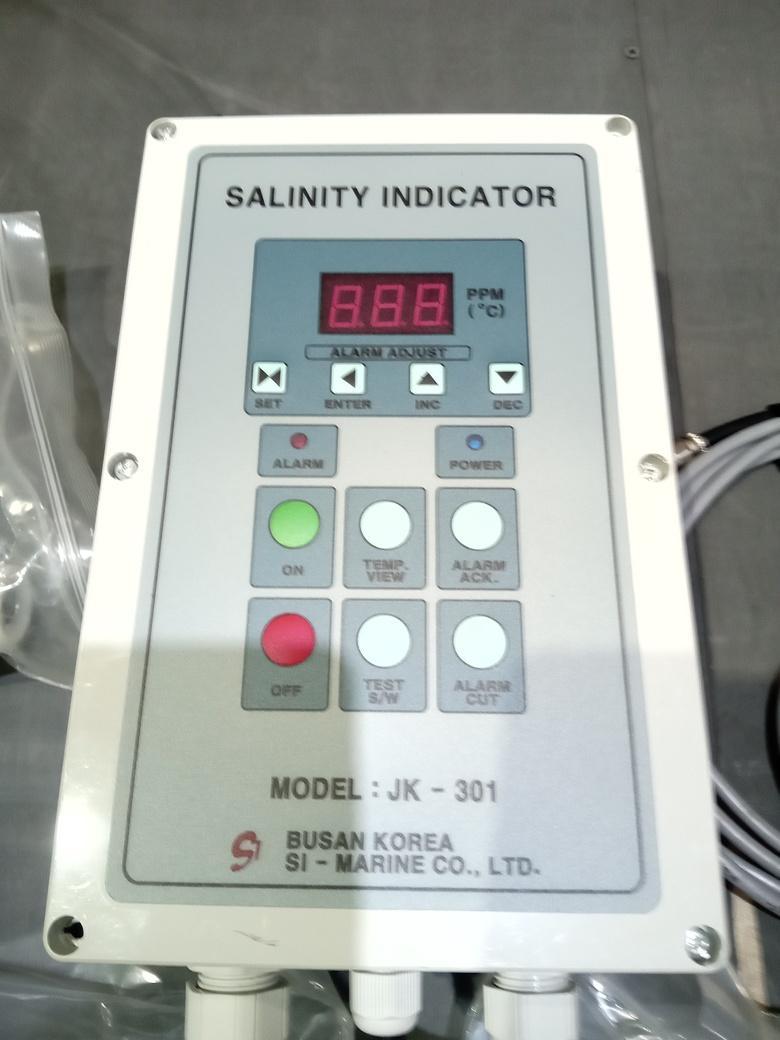 SALINITY INDICATOR
888
PPM
(°C)
ALARM ADJUST
SET ENTER INC DEC
ALARM POWER
ON TEMP. VIEW ALARM ACK.
OFF TEST S/W ALARM CUT
MODEL : JK - 301
SI BUSAN KOREA
SI - MARINE CO., LTD.